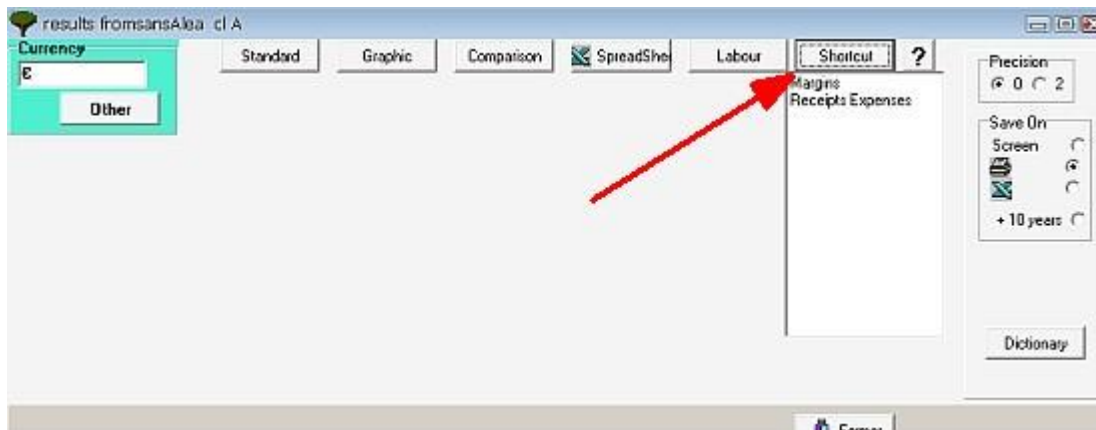 results fromsansAlea cl A
Currency
€
Other
Standard
Graphic
Comparison
SpreadShe
Labour
Shortcut
?
Margins
Receipts Expenses
Precision
0 2
Save On
Screen
+ 10 years
Dictionary